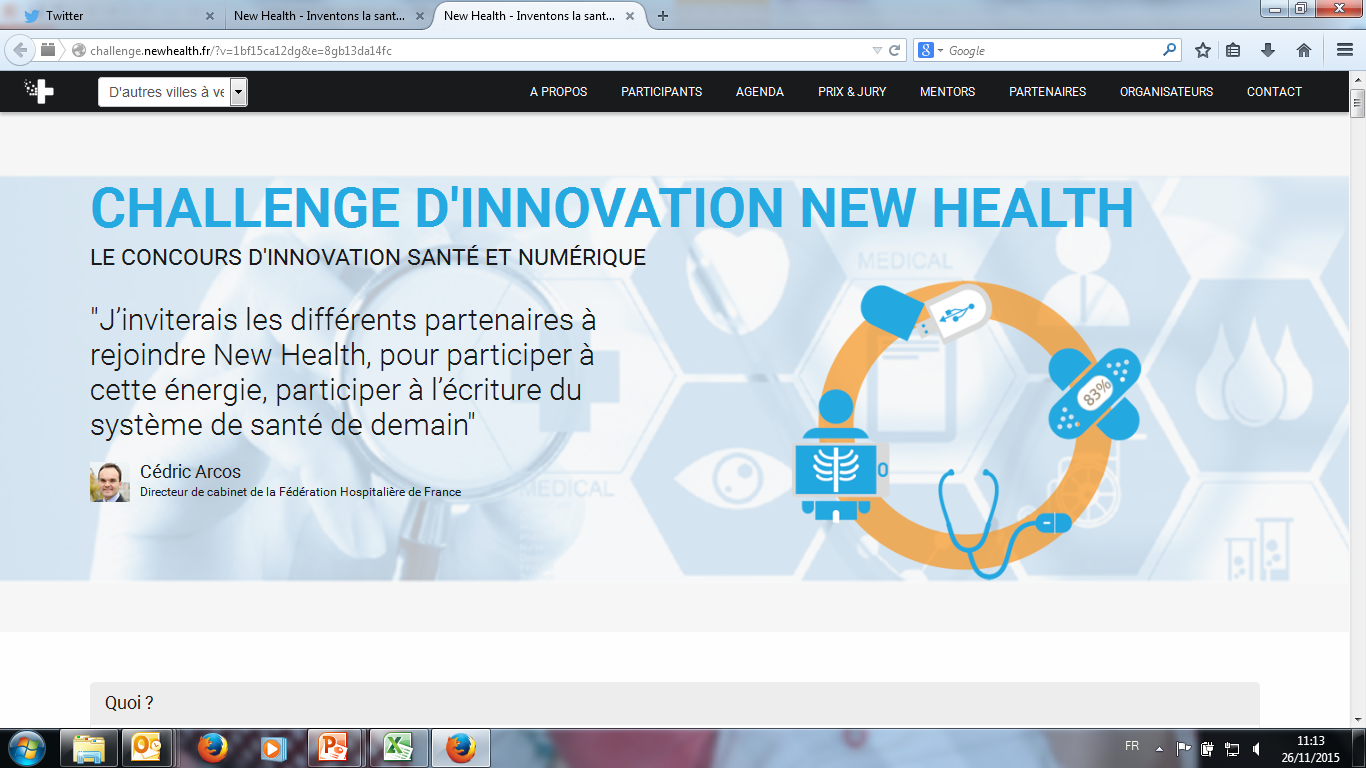 Twitter
New Health - Inventons la sant...
New Health - Inventons la sant...
challenge.newhealth.fr/?v=1bf15ca12dg&e=8gb13da14fc
Google
D'autres villes à ve
A PROPOS
PARTICIPANTS
AGENDA
PRIX & JURY
MENTORS
PARTENAIRES
ORGANISATEURS
CONTACT
CHALLENGE D'INNOVATION NEW HEALTH
LE CONCOURS D'INNOVATION SANTÉ ET NUMÉRIQUE
MEDICAL
"J’inviterais les différents partenaires à
rejoindre New Health, pour participer à
cette énergie, participer à l’écriture du
système de santé de demain"
83%
Cédric Arcos
Directeur de cabinet de la Fédération Hospitalière de France
MEDICAL
Quoi ?
FR
11:13
26/11/2015